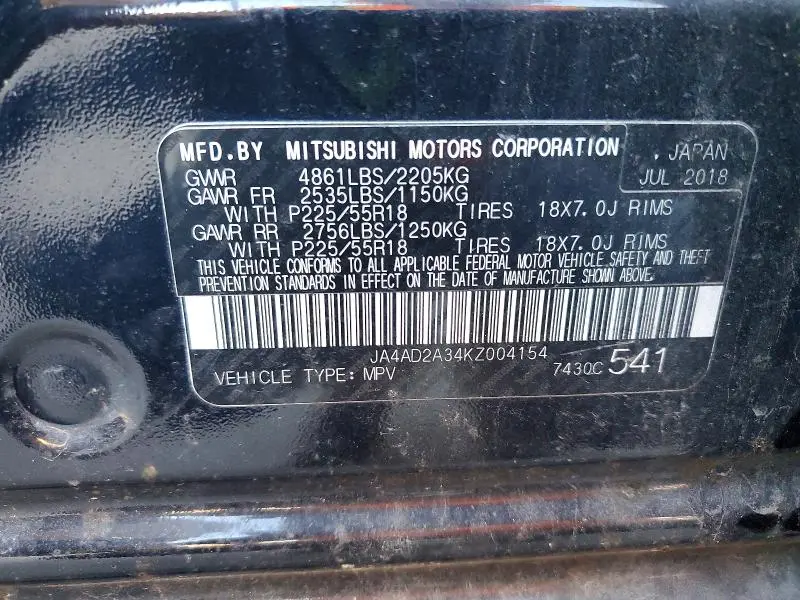 MFD.BY MITSUBISHI MOTORS CORPORATION , JAPAN
GVWR 4861LBS/2205KG JUL 2018
GAWR FR 2535LBS/1150KG
WITH P225/55R18 TIRES 18X7.0J RIMS
GAWR RR 2756LBS/1250KG
WITH P225/55R18 TIRES 18X7.0J RIMS
THIS VEHICLE CONFORMS TO ALL APPLICABLE FEDERAL MOTOR VEHICLE SAFETY AND THEFT
PREVENTION STANDARDS IN EFFECT ON THE DATE OF MANUFACTURE SHOWN ABOVE.
JA4AD2A34KZ004154
VEHICLE TYPE: MPV 7430C 541